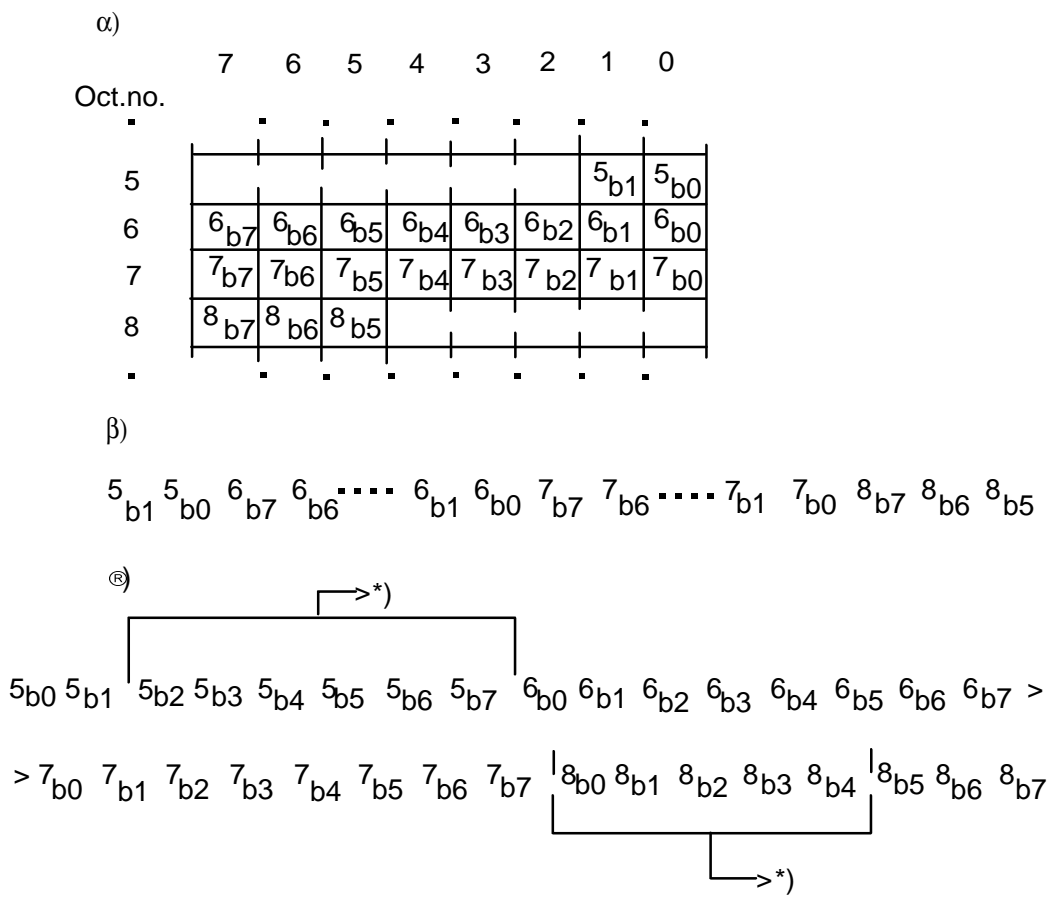 α)
7 6 5 4 3 2 1 0
Oct.no.
5 5b1 5b0
6 6b7 6b6 6b5 6b4 6b3 6b2 6b1 6b0
7 7b7 7b6 7b5 7b4 7b3 7b2 7b1 7b0
8 8b7 8b6 8b5
β)
5b1 5b0 6b7 6b6 .... 6b1 6b0 7b7 7b6 .... 7b1 7b0 8b7 8b6 8b5
®)
>*)
5b0 5b1 5b2 5b3 5b4 5b5 5b6 5b7 6b0 6b1 6b2 6b3 6b4 6b5 6b6 6b7 >
> 7b0 7b1 7b2 7b3 7b4 7b5 7b6 7b7 8b0 8b1 8b2 8b3 8b4 8b5 8b6 8b7
>*)